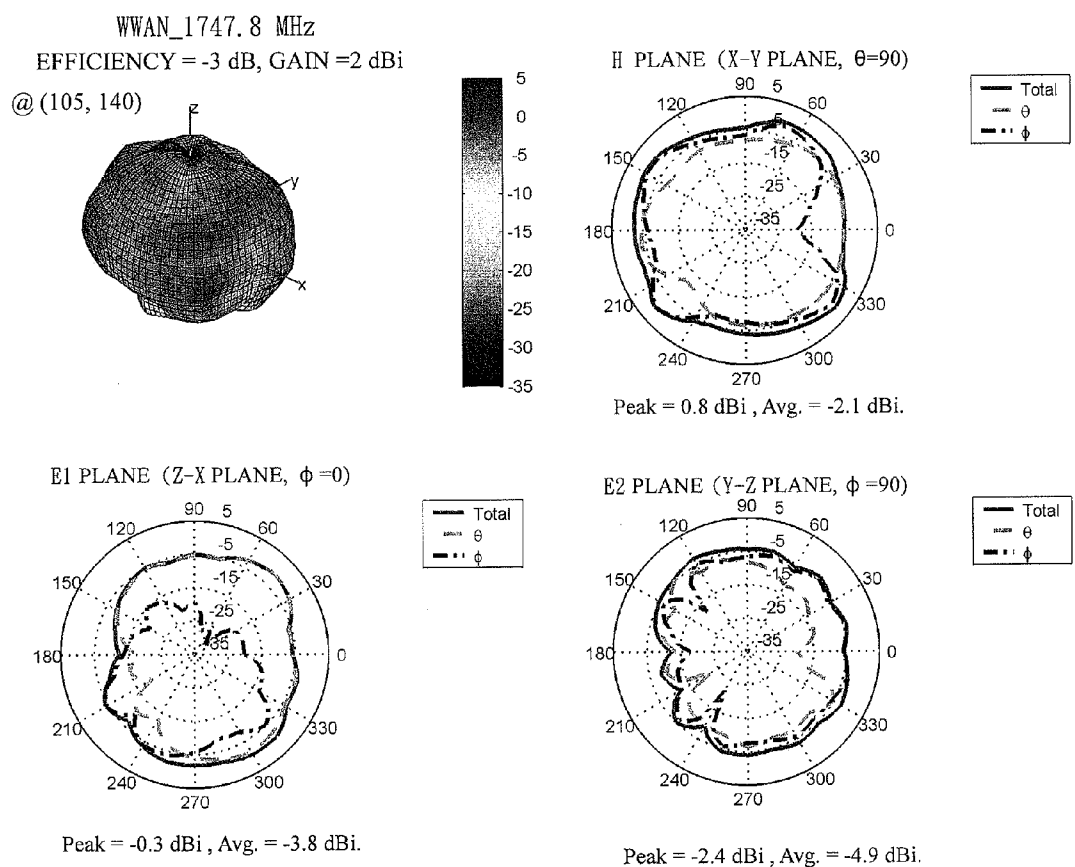 WWAN_1747.8 MHz
EFFICIENCY = -3 dB, GAIN =2 dBi
@ (105, 140)
z
y
x
5
0
-5
-10
-15
-20
-25
-30
-35
H PLANE (X-Y PLANE, θ=90)
90
5
120
60
-5
150
-15
30
-25
-35
180
0
210
330
240
300
270
Total
θ
ϕ
Peak = 0.8 dBi , Avg. = -2.1 dBi.
E1 PLANE (Z-X PLANE, ϕ =0)
90
5
120
60
-5
150
-15
30
-25
-35
180
0
210
330
240
300
270
Total
θ
ϕ
Peak = -0.3 dBi , Avg. = -3.8 dBi.
E2 PLANE (Y-Z PLANE, ϕ =90)
90
5
120
60
-5
150
-15
30
-25
-35
180
0
210
330
240
300
270
Total
θ
ϕ
Peak = -2.4 dBi , Avg. = -4.9 dBi.